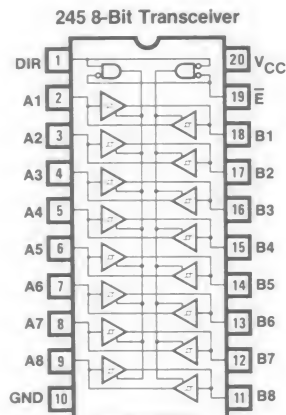 245 8-Bit Transceiver
DIR 1 20 VCC
2 19 E̅
A1 18 B1
A2 3 17 B2
A3 4 16 B3
A4 5 15 B4
A5 6 14 B5
A6 7 13 B6
A7 8 12 B7
A8 9 11 B8
GND 10